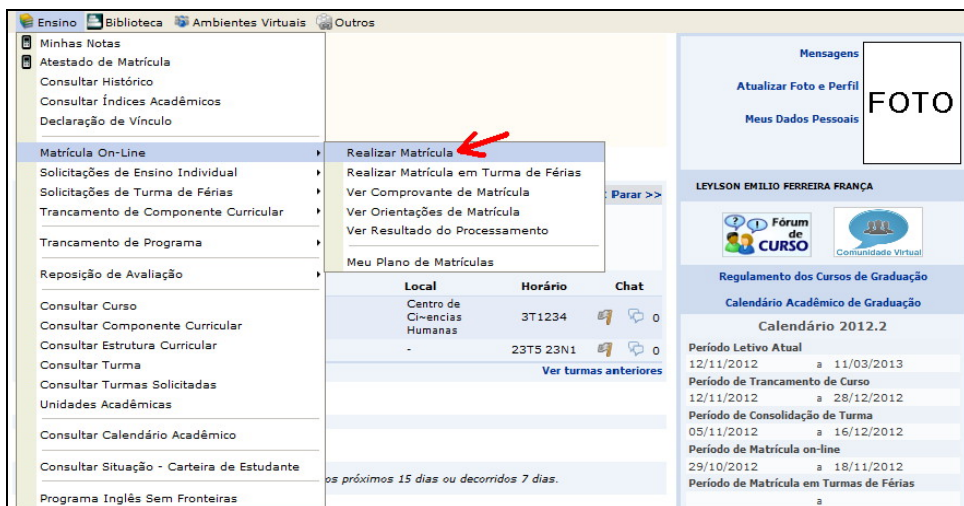 Ensino Biblioteca Ambientes Virtuais Outros
Minhas Notas
Atestado de Matrícula
Consultar Histórico
Consultar Índices Acadêmicos
Declaração de Vínculo
Matrícula On-Line
Solicitações de Ensino Individual
Solicitações de Turma de Férias
Trancamento de Componente Curricular
Trancamento de Programa
Reposição de Avaliação
Consultar Curso
Consultar Componente Curricular
Consultar Estrutura Curricular
Consultar Turma
Consultar Turmas Solicitadas
Unidades Acadêmicas
Consultar Calendário Acadêmico
Consultar Situação - Carteira de Estudante
Programa Inglês Sem Fronteiras
Realizar Matrícula
Realizar Matrícula em Turma de Férias
Ver Comprovante de Matrícula
Ver Orientações de Matrícula
Ver Resultado do Processamento
Meu Plano de Matrículas
Parar >>
Local Horário Chat
Centro de
Ci~encias
Humanas
3T1234 0
- 23T5 23N1 0
Ver turmas anteriores
os próximos 15 dias ou decorridos 7 dias.
Mensagens
Atualizar Foto e Perfil
Meus Dados Pessoais
FOTO
LEYLSON EMILIO FERREIRA FRANÇA
Fórum
de
CURSO
Comunidade Virtual
Regulamento dos Cursos de Graduação
Calendário Acadêmico de Graduação
Calendário 2012.2
Período Letivo Atual
12/11/2012 a 11/03/2013
Período de Trancamento de Curso
12/11/2012 a 28/12/2012
Período de Consolidação de Turma
05/11/2012 a 16/12/2012
Período de Matrícula on-line
29/10/2012 a 18/11/2012
Período de Matrícula em Turmas de Férias
a